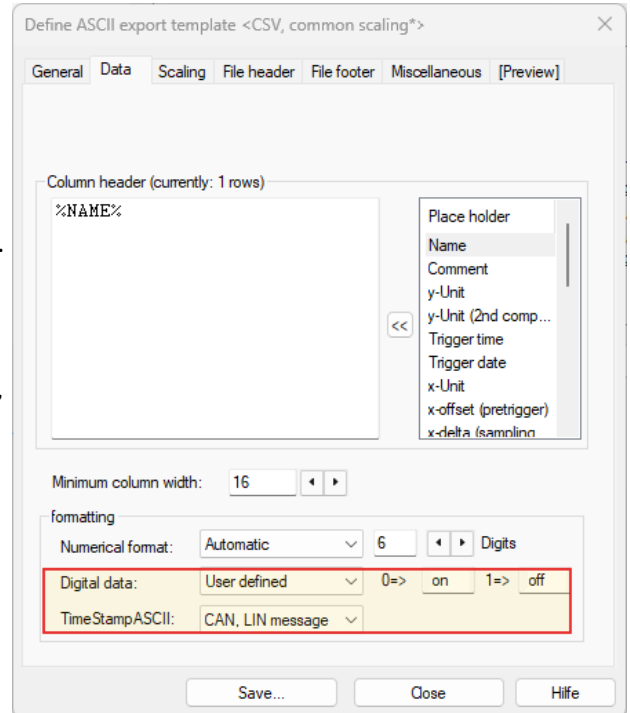 Define ASCII export template <CSV, common scaling*>
General Data Scaling File header File footer Miscellaneous [Preview]
Column header (currently: 1 rows)
%NAME%
Place holder
Name
Comment
y-Unit
y-Unit (2nd comp...
Trigger time
Trigger date
x-Unit
x-offset (pretrigger)
x-delta (sampling
<<
Minimum column width: 16
formatting
Numerical format: Automatic 6 Digits
Digital data: User defined 0=> on 1=> off
TimeStampASCII: CAN, LIN message
Save... Close Hilfe